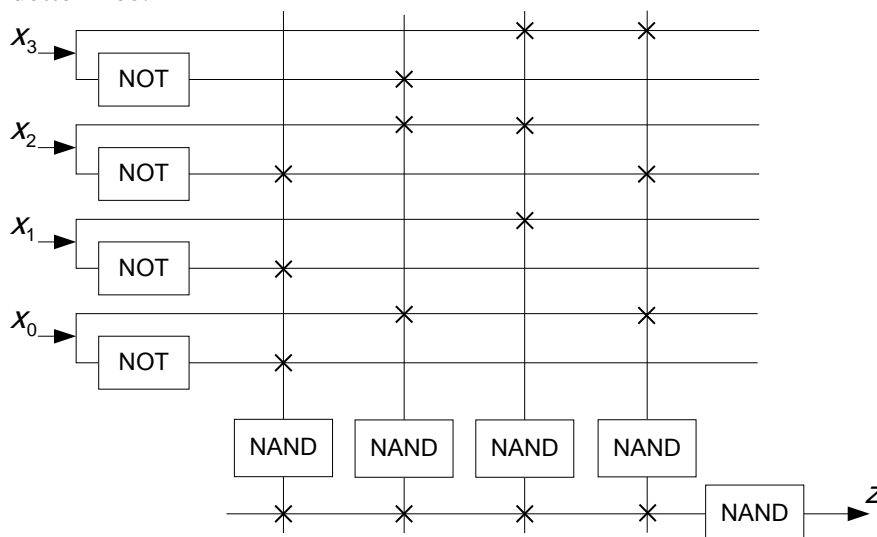 X₃
NOT
X₂
NOT
X₁
NOT
X₀
NOT
NAND NAND NAND NAND
NAND
Z